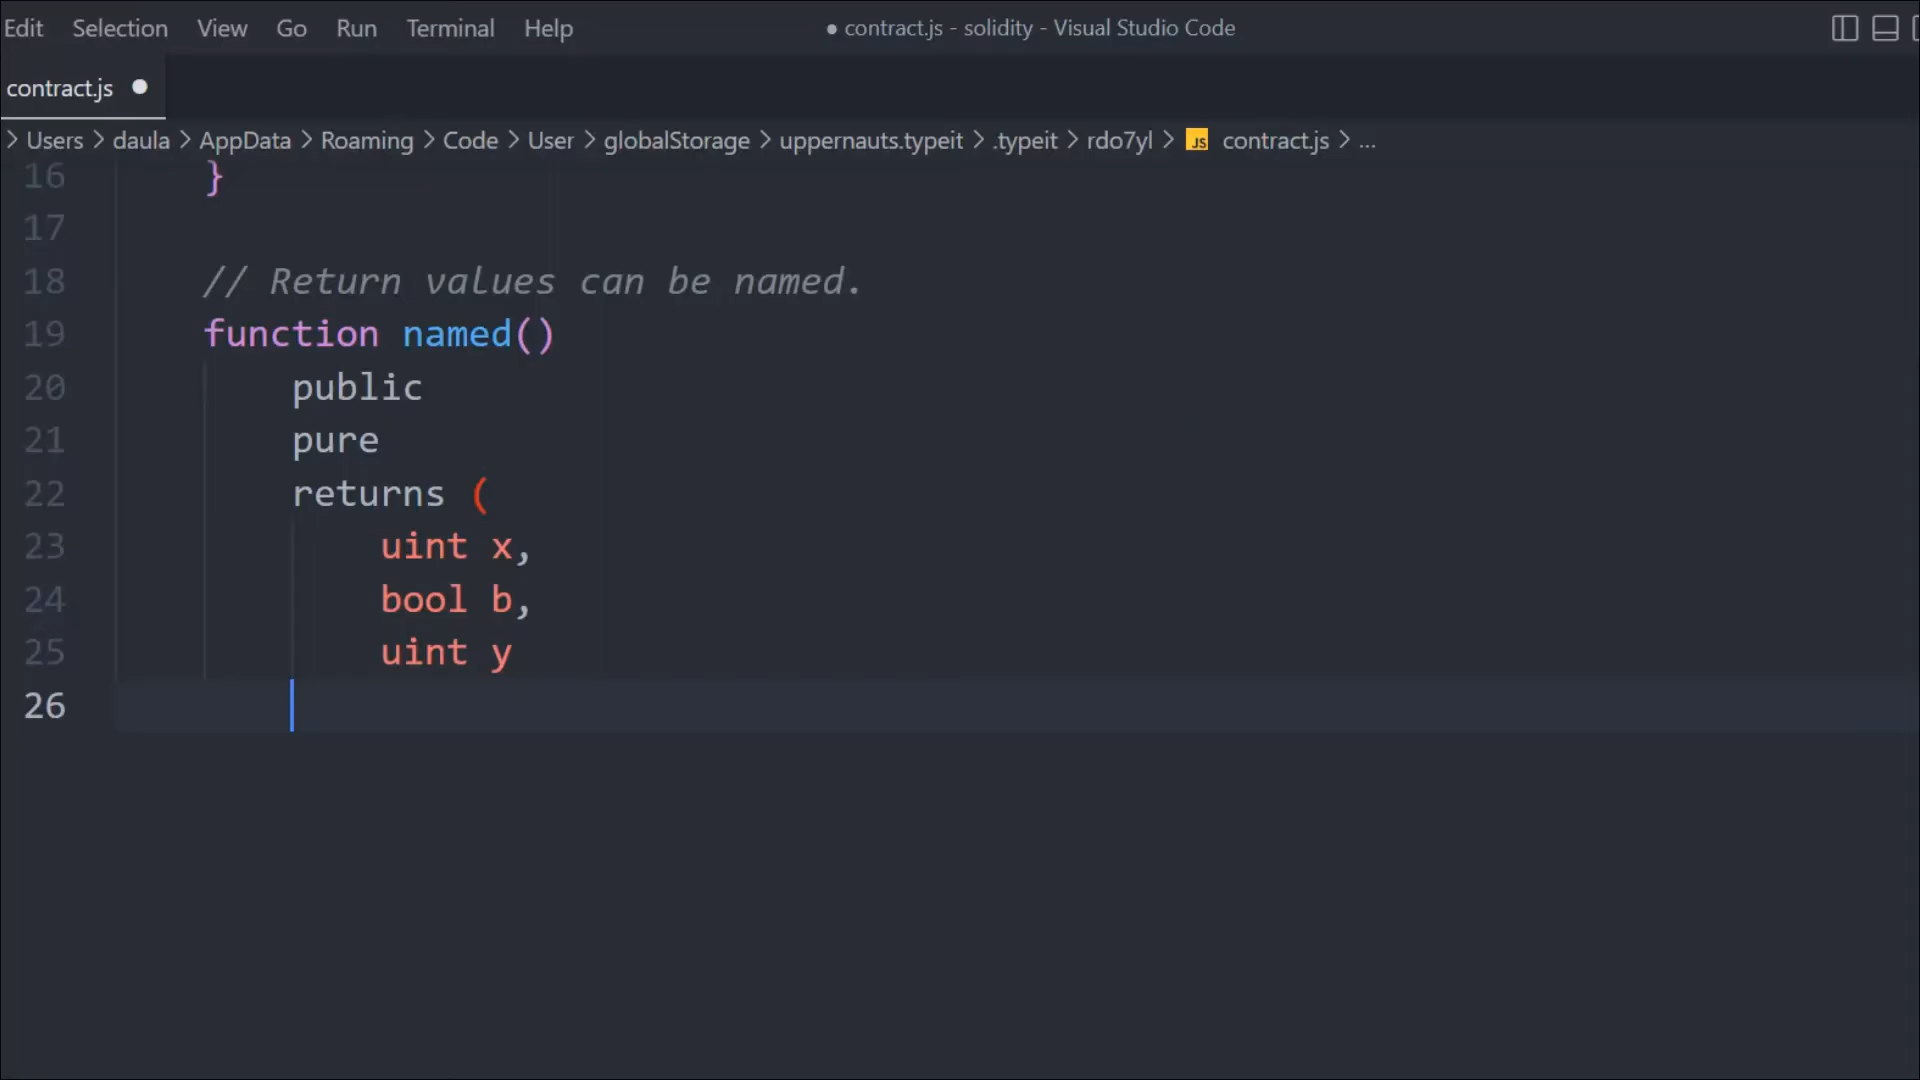 Edit Selection View Go Run Terminal Help ● contract.js - solidity - Visual Studio Code
contract.js ●
> Users > daula > AppData > Roaming > Code > User > globalStorage > uppernauts.typeit > .typeit > rdo7yl > JS contract.js > ...
16 }
17
18 // Return values can be named.
19 function named()
20 public
21 pure
22 returns (
23 uint x,
24 bool b,
25 uint y
26